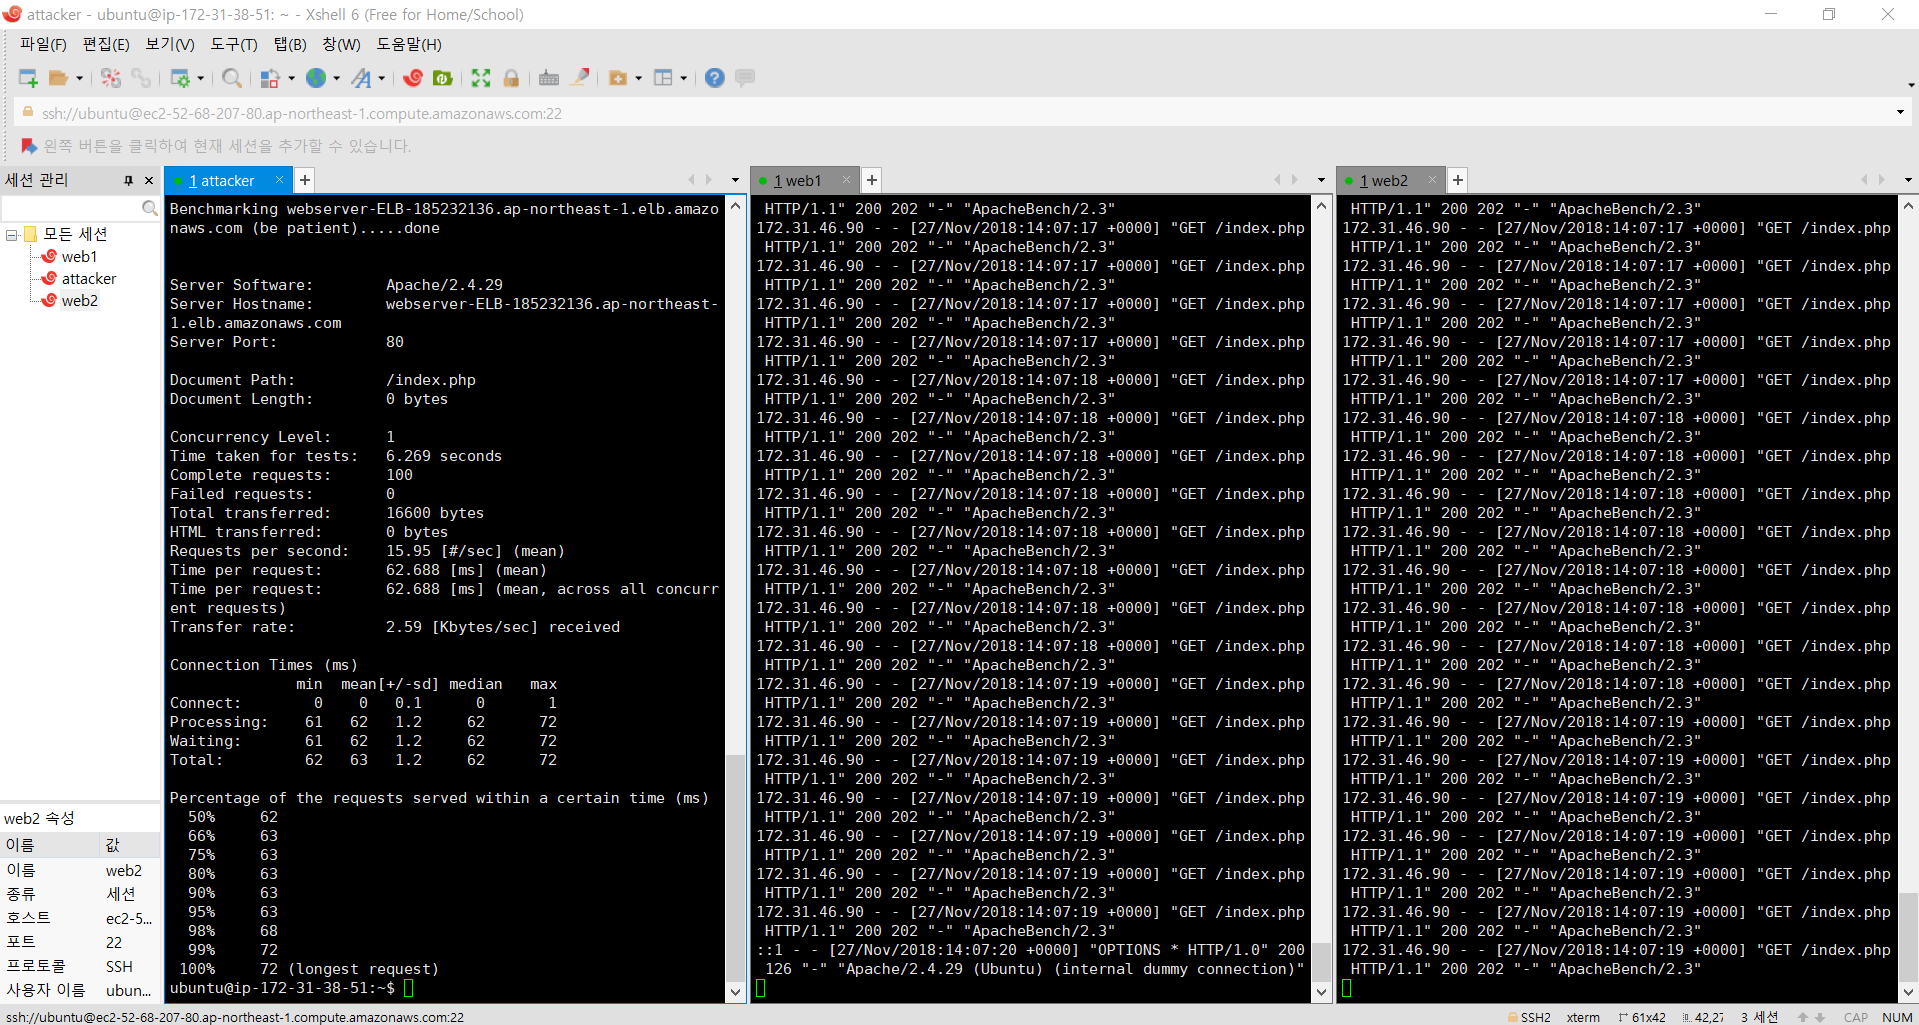 attacker - ubuntu@ip-172-31-38-51: ~ - Xshell 6 (Free for Home/School)
파일(F) 편집(E) 보기(V) 도구(T) 탭(B) 창(W) 도움말(H)
ssh://ubuntu@ec2-52-68-207-80.ap-northeast-1.compute.amazonaws.com:22
왼쪽 버튼을 클릭하여 현재 세션을 추가할 수 있습니다.
세션 관리
모든 세션
web1
attacker
web2
web2 속성
이름 값
이름 web2
종류 세션
호스트 ec2-5...
포트 22
프로토콜 SSH
사용자 이름 ubun...
1 attacker
Benchmarking webserver-ELB-185232136.ap-northeast-1.elb.amazo
naws.com (be patient).....done
Server Software: Apache/2.4.29
Server Hostname: webserver-ELB-185232136.ap-northeast-
1.elb.amazonaws.com
Server Port: 80
Document Path: /index.php
Document Length: 0 bytes
Concurrency Level: 1
Time taken for tests: 6.269 seconds
Complete requests: 100
Failed requests: 0
Total transferred: 16600 bytes
HTML transferred: 0 bytes
Requests per second: 15.95 [#/sec] (mean)
Time per request: 62.688 [ms] (mean)
Time per request: 62.688 [ms] (mean, across all concurr
ent requests)
Transfer rate: 2.59 [Kbytes/sec] received
Connection Times (ms)
min mean[+/-sd] median max
Connect: 0 0 0.1 0 1
Processing: 61 62 1.2 62 72
Waiting: 61 62 1.2 62 72
Total: 62 63 1.2 62 72
Percentage of the requests served within a certain time (ms)
50% 62
66% 63
75% 63
80% 63
90% 63
95% 63
98% 68
99% 72
100% 72 (longest request)
ubuntu@ip-172-31-38-51:~$
1 web1
HTTP/1.1" 200 202 "-" "ApacheBench/2.3"
172.31.46.90 - - [27/Nov/2018:14:07:17 +0000] "GET /index.php
HTTP/1.1" 200 202 "-" "ApacheBench/2.3"
172.31.46.90 - - [27/Nov/2018:14:07:17 +0000] "GET /index.php
HTTP/1.1" 200 202 "-" "ApacheBench/2.3"
172.31.46.90 - - [27/Nov/2018:14:07:17 +0000] "GET /index.php
HTTP/1.1" 200 202 "-" "ApacheBench/2.3"
172.31.46.90 - - [27/Nov/2018:14:07:17 +0000] "GET /index.php
HTTP/1.1" 200 202 "-" "ApacheBench/2.3"
172.31.46.90 - - [27/Nov/2018:14:07:18 +0000] "GET /index.php
HTTP/1.1" 200 202 "-" "ApacheBench/2.3"
172.31.46.90 - - [27/Nov/2018:14:07:18 +0000] "GET /index.php
HTTP/1.1" 200 202 "-" "ApacheBench/2.3"
172.31.46.90 - - [27/Nov/2018:14:07:18 +0000] "GET /index.php
HTTP/1.1" 200 202 "-" "ApacheBench/2.3"
172.31.46.90 - - [27/Nov/2018:14:07:18 +0000] "GET /index.php
HTTP/1.1" 200 202 "-" "ApacheBench/2.3"
172.31.46.90 - - [27/Nov/2018:14:07:18 +0000] "GET /index.php
HTTP/1.1" 200 202 "-" "ApacheBench/2.3"
172.31.46.90 - - [27/Nov/2018:14:07:18 +0000] "GET /index.php
HTTP/1.1" 200 202 "-" "ApacheBench/2.3"
172.31.46.90 - - [27/Nov/2018:14:07:18 +0000] "GET /index.php
HTTP/1.1" 200 202 "-" "ApacheBench/2.3"
172.31.46.90 - - [27/Nov/2018:14:07:18 +0000] "GET /index.php
HTTP/1.1" 200 202 "-" "ApacheBench/2.3"
172.31.46.90 - - [27/Nov/2018:14:07:19 +0000] "GET /index.php
HTTP/1.1" 200 202 "-" "ApacheBench/2.3"
172.31.46.90 - - [27/Nov/2018:14:07:19 +0000] "GET /index.php
HTTP/1.1" 200 202 "-" "ApacheBench/2.3"
172.31.46.90 - - [27/Nov/2018:14:07:19 +0000] "GET /index.php
HTTP/1.1" 200 202 "-" "ApacheBench/2.3"
172.31.46.90 - - [27/Nov/2018:14:07:19 +0000] "GET /index.php
HTTP/1.1" 200 202 "-" "ApacheBench/2.3"
172.31.46.90 - - [27/Nov/2018:14:07:19 +0000] "GET /index.php
HTTP/1.1" 200 202 "-" "ApacheBench/2.3"
172.31.46.90 - - [27/Nov/2018:14:07:19 +0000] "GET /index.php
HTTP/1.1" 200 202 "-" "ApacheBench/2.3"
172.31.46.90 - - [27/Nov/2018:14:07:19 +0000] "GET /index.php
HTTP/1.1" 200 202 "-" "ApacheBench/2.3"
::1 - - [27/Nov/2018:14:07:20 +0000] "OPTIONS * HTTP/1.0" 200
126 "-" "Apache/2.4.29 (Ubuntu) (internal dummy connection)"
1 web2
HTTP/1.1" 200 202 "-" "ApacheBench/2.3"
172.31.46.90 - - [27/Nov/2018:14:07:17 +0000] "GET /index.php
HTTP/1.1" 200 202 "-" "ApacheBench/2.3"
172.31.46.90 - - [27/Nov/2018:14:07:17 +0000] "GET /index.php
HTTP/1.1" 200 202 "-" "ApacheBench/2.3"
172.31.46.90 - - [27/Nov/2018:14:07:17 +0000] "GET /index.php
HTTP/1.1" 200 202 "-" "ApacheBench/2.3"
172.31.46.90 - - [27/Nov/2018:14:07:17 +0000] "GET /index.php
HTTP/1.1" 200 202 "-" "ApacheBench/2.3"
172.31.46.90 - - [27/Nov/2018:14:07:17 +0000] "GET /index.php
HTTP/1.1" 200 202 "-" "ApacheBench/2.3"
172.31.46.90 - - [27/Nov/2018:14:07:18 +0000] "GET /index.php
HTTP/1.1" 200 202 "-" "ApacheBench/2.3"
172.31.46.90 - - [27/Nov/2018:14:07:18 +0000] "GET /index.php
HTTP/1.1" 200 202 "-" "ApacheBench/2.3"
172.31.46.90 - - [27/Nov/2018:14:07:18 +0000] "GET /index.php
HTTP/1.1" 200 202 "-" "ApacheBench/2.3"
172.31.46.90 - - [27/Nov/2018:14:07:18 +0000] "GET /index.php
HTTP/1.1" 200 202 "-" "ApacheBench/2.3"
172.31.46.90 - - [27/Nov/2018:14:07:18 +0000] "GET /index.php
HTTP/1.1" 200 202 "-" "ApacheBench/2.3"
172.31.46.90 - - [27/Nov/2018:14:07:18 +0000] "GET /index.php
HTTP/1.1" 200 202 "-" "ApacheBench/2.3"
172.31.46.90 - - [27/Nov/2018:14:07:18 +0000] "GET /index.php
HTTP/1.1" 200 202 "-" "ApacheBench/2.3"
172.31.46.90 - - [27/Nov/2018:14:07:18 +0000] "GET /index.php
HTTP/1.1" 200 202 "-" "ApacheBench/2.3"
172.31.46.90 - - [27/Nov/2018:14:07:19 +0000] "GET /index.php
HTTP/1.1" 200 202 "-" "ApacheBench/2.3"
172.31.46.90 - - [27/Nov/2018:14:07:19 +0000] "GET /index.php
HTTP/1.1" 200 202 "-" "ApacheBench/2.3"
172.31.46.90 - - [27/Nov/2018:14:07:19 +0000] "GET /index.php
HTTP/1.1" 200 202 "-" "ApacheBench/2.3"
172.31.46.90 - - [27/Nov/2018:14:07:19 +0000] "GET /index.php
HTTP/1.1" 200 202 "-" "ApacheBench/2.3"
172.31.46.90 - - [27/Nov/2018:14:07:19 +0000] "GET /index.php
HTTP/1.1" 200 202 "-" "ApacheBench/2.3"
172.31.46.90 - - [27/Nov/2018:14:07:19 +0000] "GET /index.php
HTTP/1.1" 200 202 "-" "ApacheBench/2.3"
172.31.46.90 - - [27/Nov/2018:14:07:19 +0000] "GET /index.php
HTTP/1.1" 200 202 "-" "ApacheBench/2.3"
ssh://ubuntu@ec2-52-68-207-80.ap-northeast-1.compute.amazonaws.com:22 SSH2 xterm 61x42 42,27 3 세션 CAP NUM